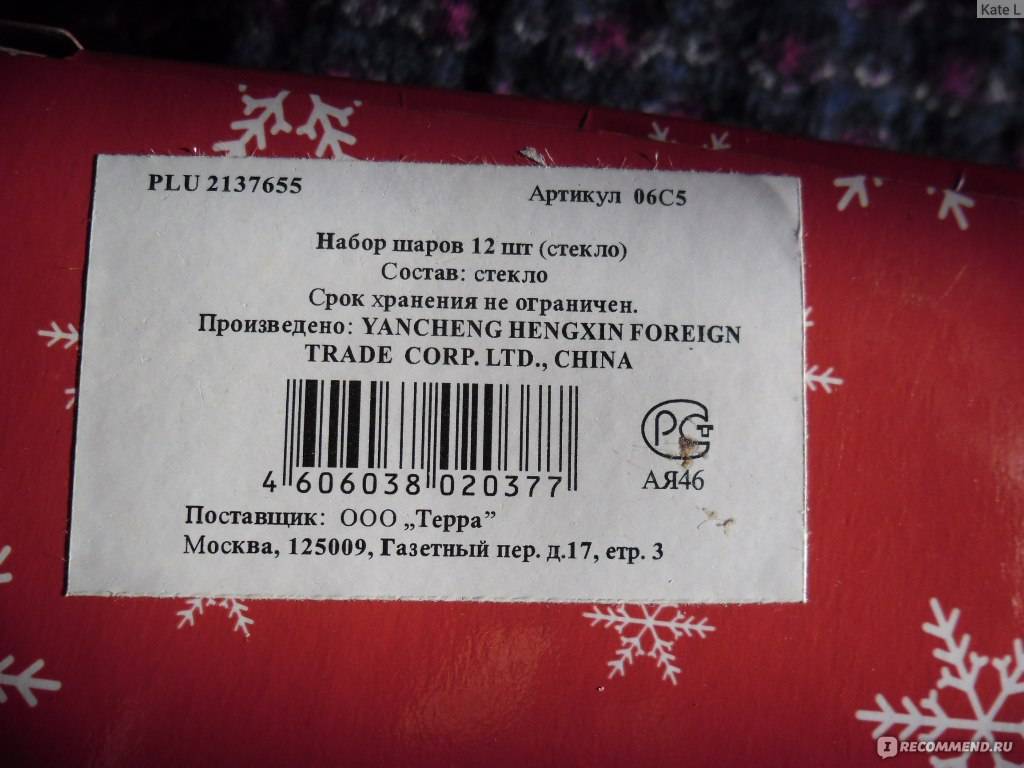 Kate L
PLU 2137655
Артикул 06С5
Набор шаров 12 шт (стекло)
Состав: стекло
Срок хранения не ограничен.
Произведено: YANCHENG HENGXIN FOREIGN
TRADE CORP. LTD., CHINA
4 606038 020377
РСТ
АЯ46
Поставщик: ООО „Терра”
Москва, 125009, Газетный пер. д.17, етр. 3
RECOMMEND.RU